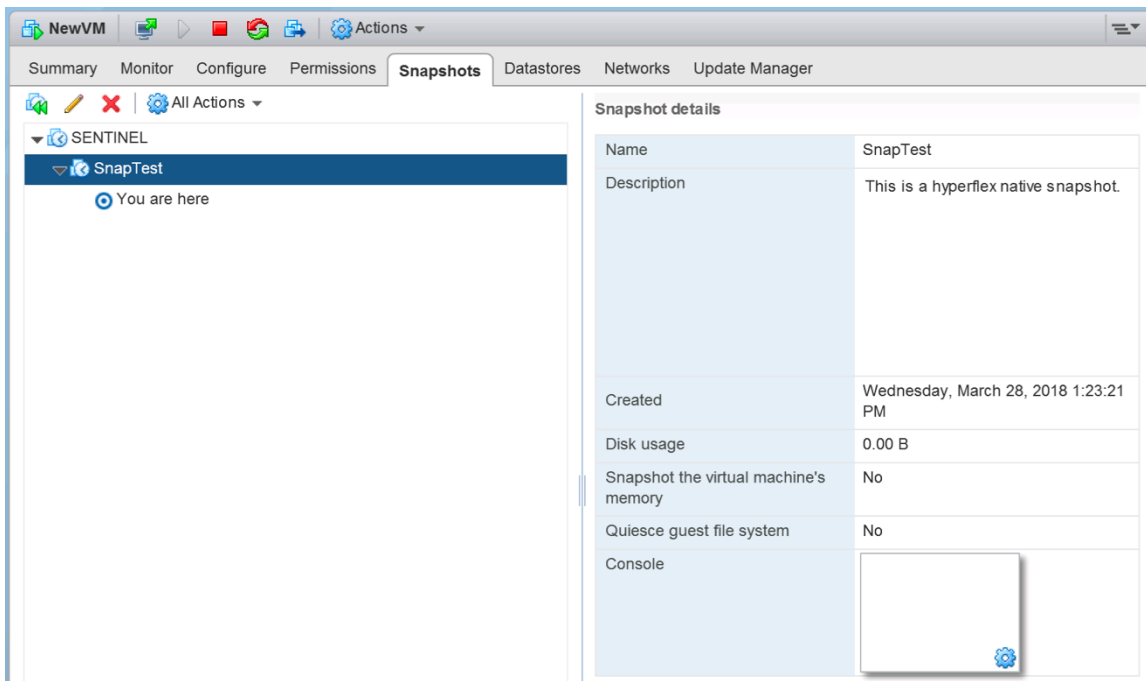 NewVM Actions
Summary Monitor Configure Permissions Snapshots Datastores Networks Update Manager
All Actions
SENTINEL
SnapTest
You are here
Snapshot details
Name SnapTest
Description This is a hyperflex native snapshot.
Created Wednesday, March 28, 2018 1:23:21
PM
Disk usage 0.00 B
Snapshot the virtual machine's No
memory
Quiesce guest file system No
Console